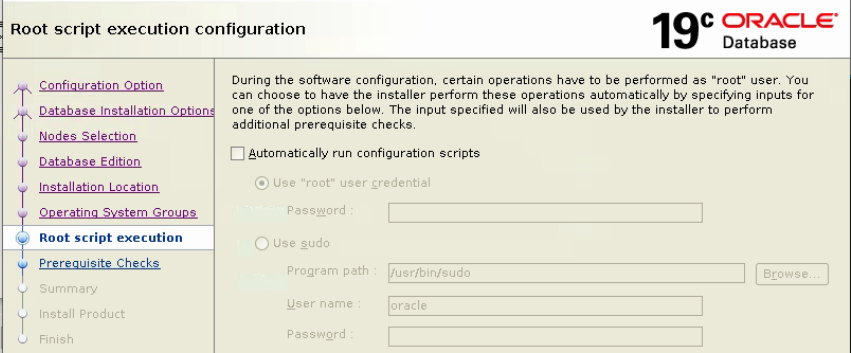 Root script execution configuration
19c ORACLE
Database
Configuration Option
Database Installation Options
Nodes Selection
Database Edition
Installation Location
Operating System Groups
Root script execution
Prerequisite Checks
Summary
Install Product
Finish
During the software configuration, certain operations have to be performed as "root" user. You
can choose to have the installer perform these operations automatically by specifying inputs for
one of the options below. The input specified will also be used by the installer to perform
additional prerequisite checks.
Automatically run configuration scripts
Use "root" user credential
Password :
Use sudo
Program path : /usr/bin/sudo Browse...
User name : oracle
Password :